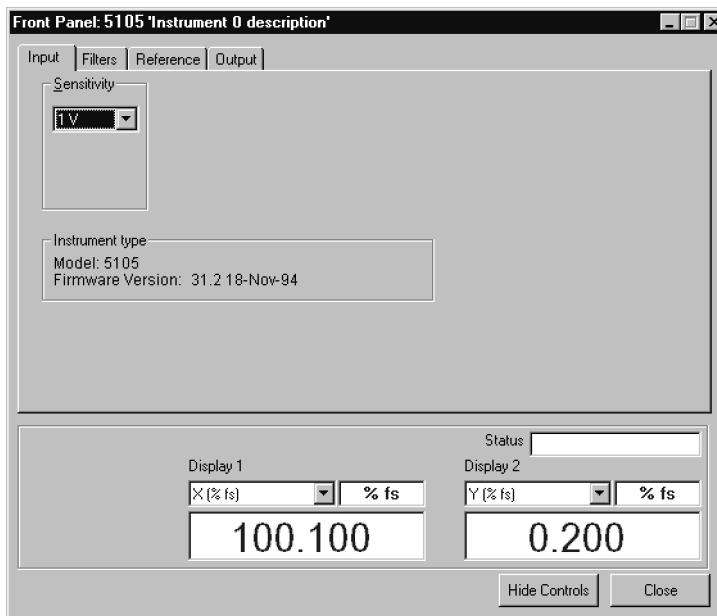 Front Panel: 5105 'Instrument 0 description'
Input Filters Reference Output
Sensitivity
1 V
Instrument type
Model: 5105
Firmware Version: 31.2 18-Nov-94
Status
Display 1 Display 2
X (% fs) % fs Y (% fs) % fs
100.100 0.200
Hide Controls Close